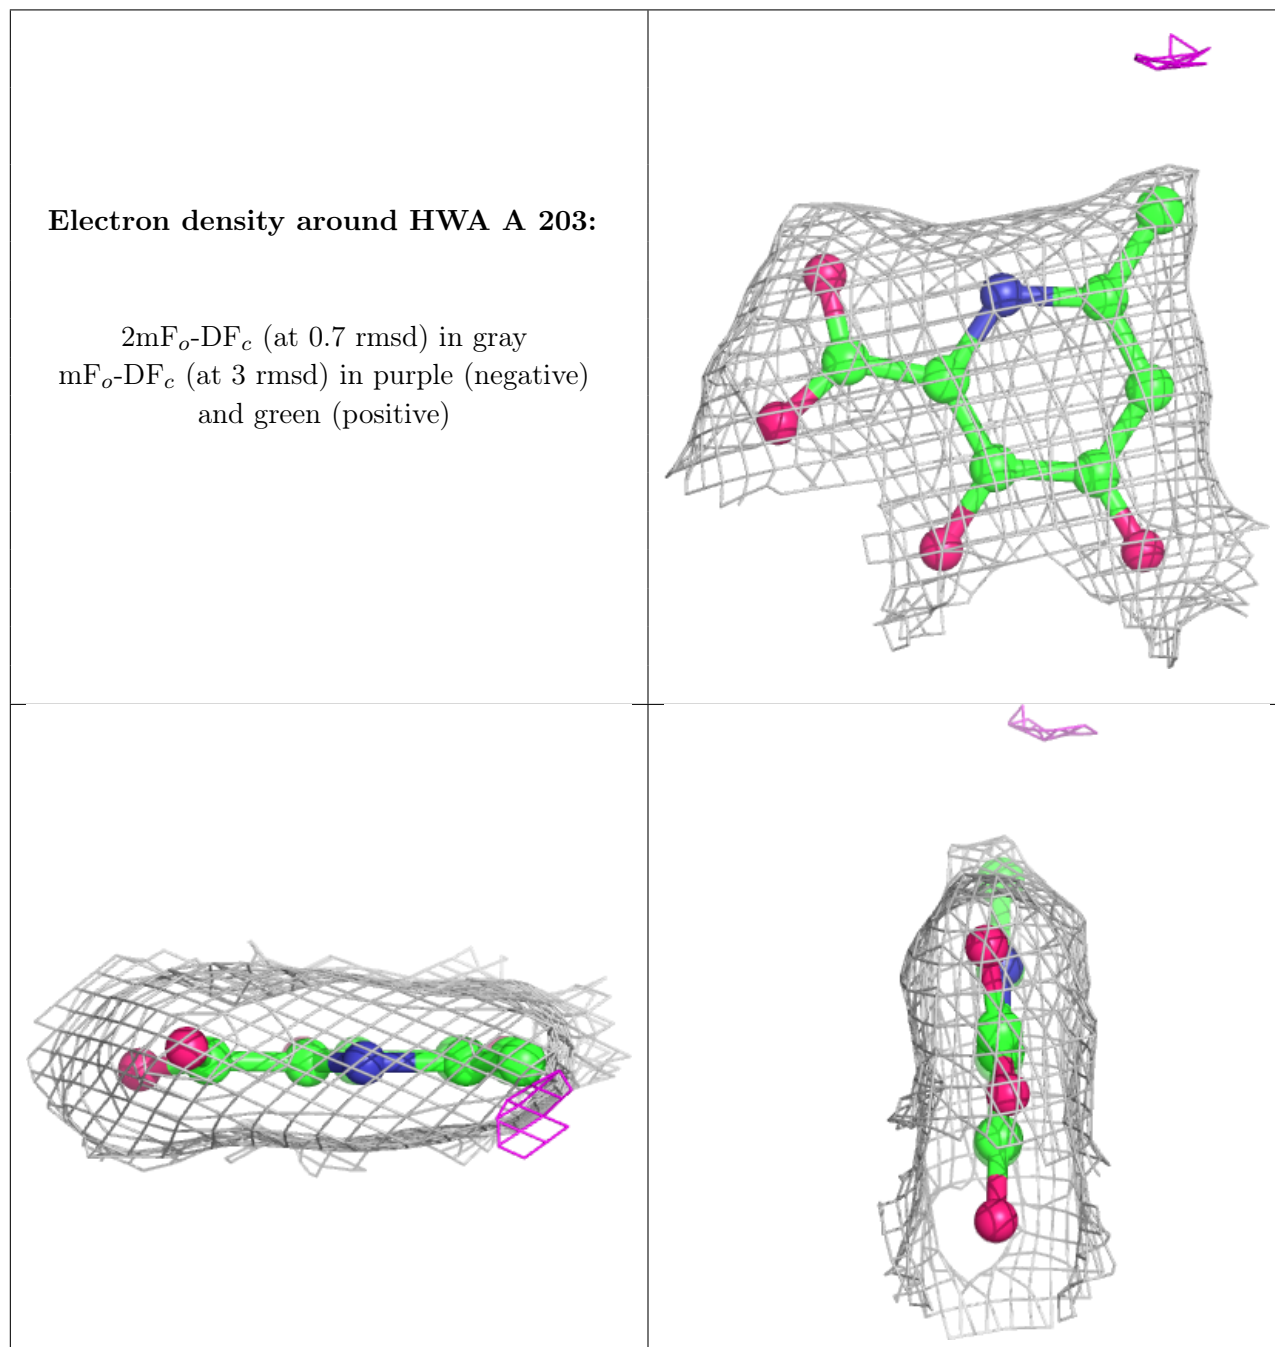 Electron density around HWA A 203:
2mFo-DFc (at 0.7 rmsd) in gray
mFo-DFc (at 3 rmsd) in purple (negative)
and green (positive)